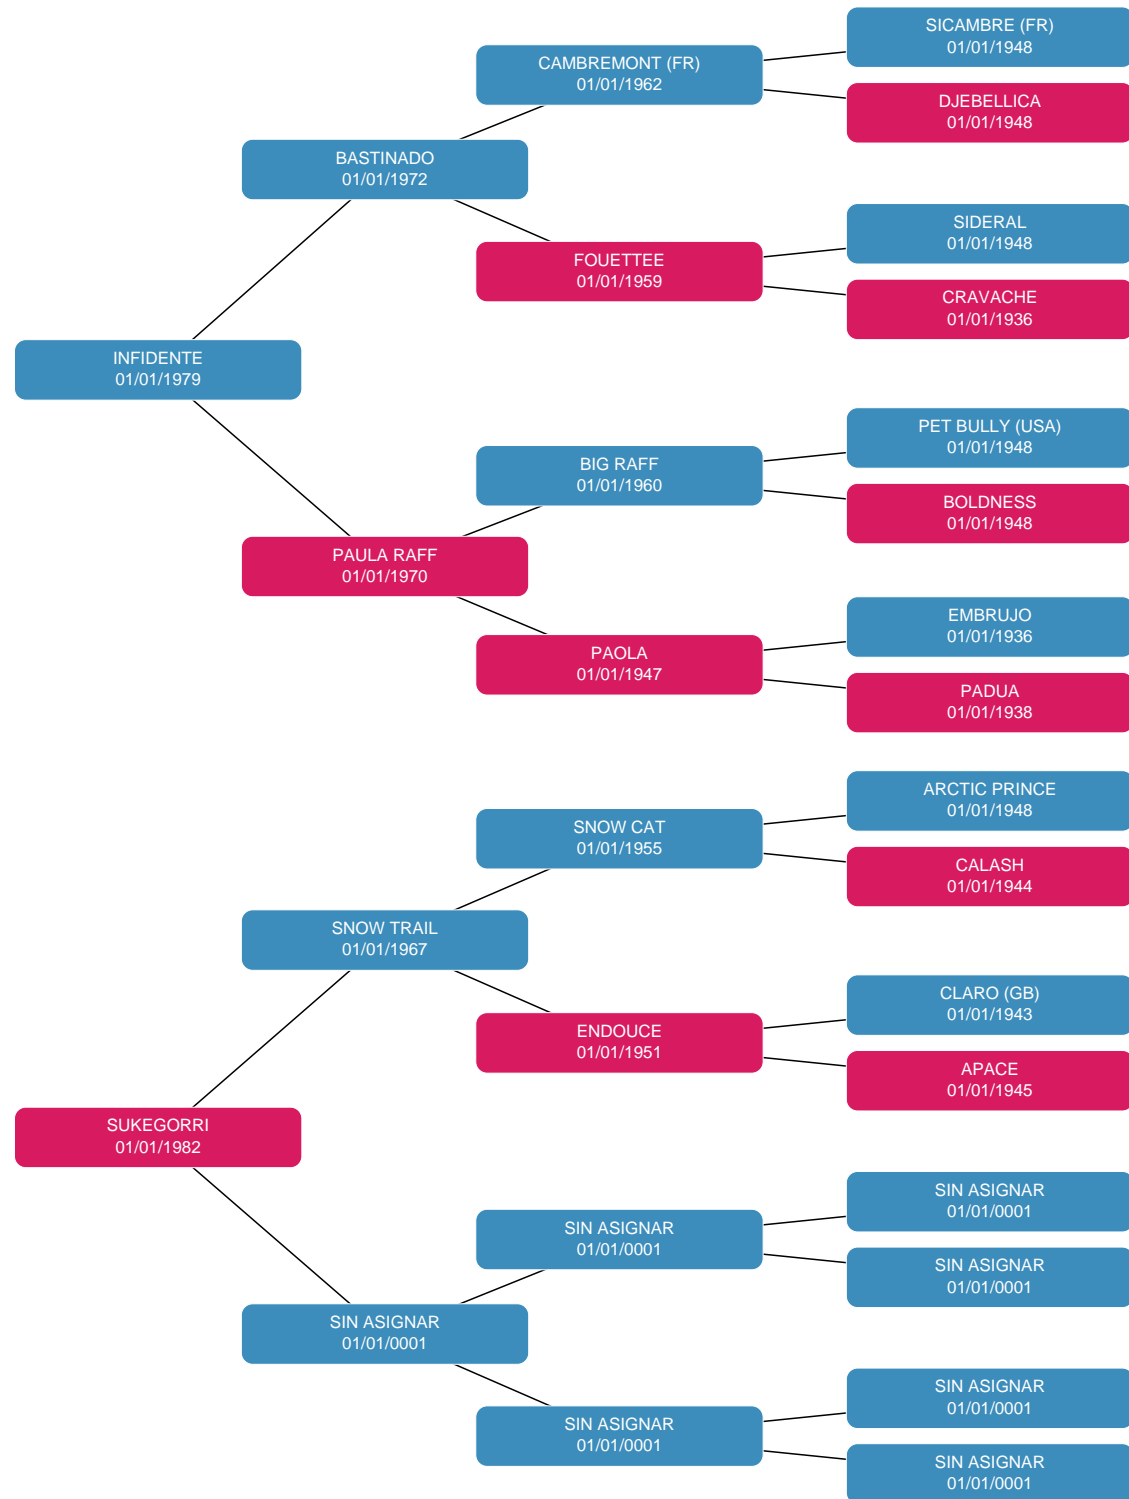 SICAMBRE (FR)
01/01/1948
CAMBREMONT (FR)
01/01/1962
DJEBELLICA
01/01/1948
BASTINADO
01/01/1972
SIDERAL
01/01/1948
FOUETTEE
01/01/1959
CRAVACHE
01/01/1936
INFIDENTE
01/01/1979
PET BULLY (USA)
01/01/1948
BIG RAFF
01/01/1960
BOLDNESS
01/01/1948
PAULA RAFF
01/01/1970
EMBRUJO
01/01/1936
PAOLA
01/01/1947
PADUA
01/01/1938
ARCTIC PRINCE
01/01/1948
SNOW CAT
01/01/1955
CALASH
01/01/1944
SNOW TRAIL
01/01/1967
CLARO (GB)
01/01/1943
ENDOUCE
01/01/1951
APACE
01/01/1945
SUKEGORRI
01/01/1982
SIN ASIGNAR
01/01/0001
SIN ASIGNAR
01/01/0001
SIN ASIGNAR
01/01/0001
SIN ASIGNAR
01/01/0001
SIN ASIGNAR
01/01/0001
SIN ASIGNAR
01/01/0001
SIN ASIGNAR
01/01/0001